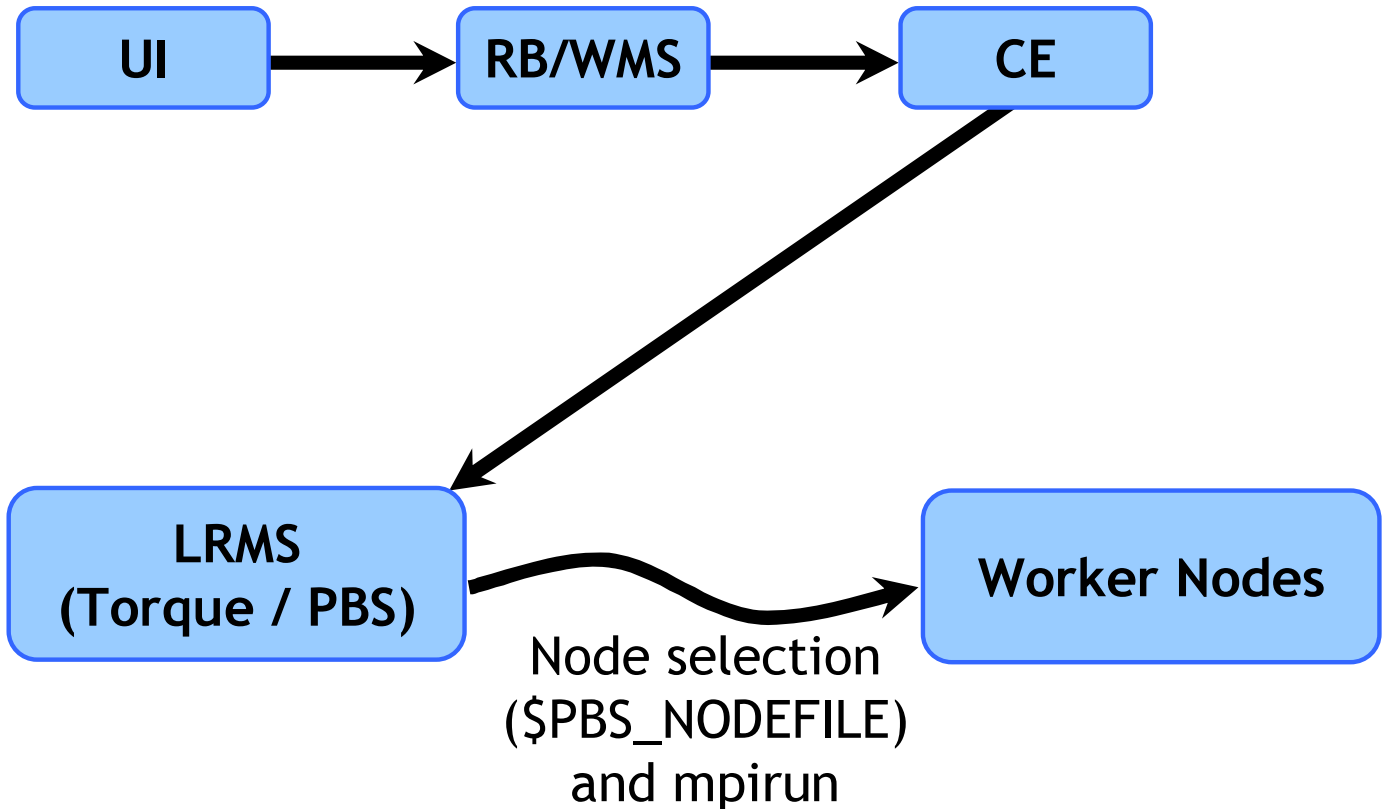 UI
RB/WMS
CE
LRMS
(Torque / PBS)
Worker Nodes
Node selection
($PBS_NODEFILE)
and mpirun